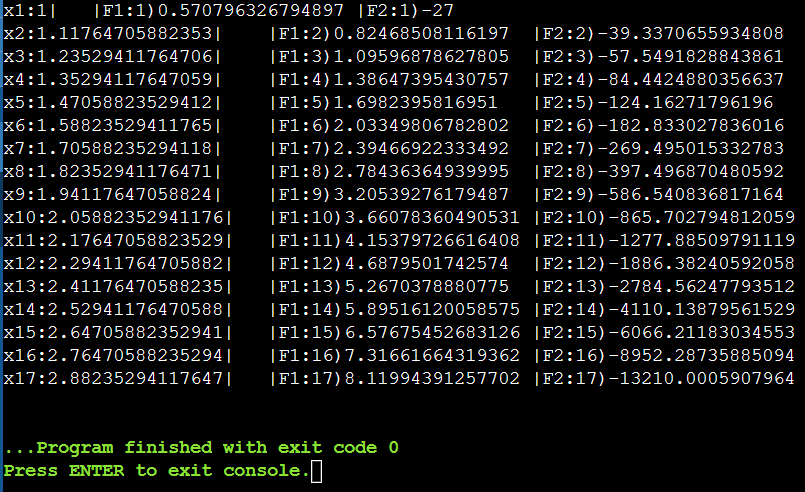 x1:1|    |F1:1)0.570796326794897 |F2:1)-27
x2:1.11764705882353|    |F1:2)0.82468508116197  |F2:2)-39.3370655934808
x3:1.23529411764706|    |F1:3)1.09596878627805  |F2:3)-57.5491828843861
x4:1.35294117647059|    |F1:4)1.38647395430757  |F2:4)-84.4424880356637
x5:1.47058823529412|    |F1:5)1.6982395816951   |F2:5)-124.16271796196
x6:1.58823529411765|    |F1:6)2.03349806782802  |F2:6)-182.833027836016
x7:1.70588235294118|    |F1:7)2.39466922333492  |F2:7)-269.495015332783
x8:1.82352941176471|    |F1:8)2.78436364939995  |F2:8)-397.496870480592
x9:1.94117647058824|    |F1:9)3.20539276179487  |F2:9)-586.540836817164
x10:2.05882352941176|   |F1:10)3.66078360490531 |F2:10)-865.702794812059
x11:2.17647058823529|   |F1:11)4.15379726616408 |F2:11)-1277.88509791119
x12:2.29411764705882|   |F1:12)4.6879501742574  |F2:12)-1886.38240592058
x13:2.41176470588235|   |F1:13)5.2670378880775  |F2:13)-2784.56247793512
x14:2.52941176470588|   |F1:14)5.89516120058575 |F2:14)-4110.13879561529
x15:2.64705882352941|   |F1:15)6.57675452683126 |F2:15)-6066.21183034553
x16:2.76470588235294|   |F1:16)7.31661664319362 |F2:16)-8952.28735885094
x17:2.88235294117647|   |F1:17)8.11994391257702 |F2:17)-13210.0005907964
...Program finished with exit code 0
Press ENTER to exit console.